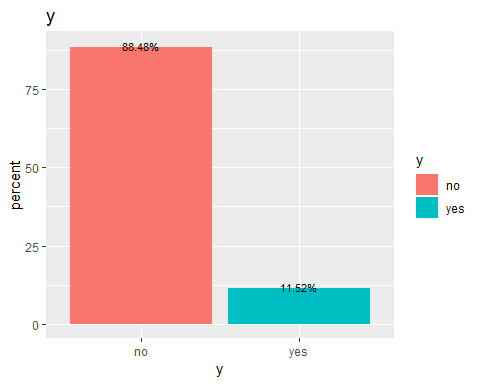 y
88.48%
75
50
25
0
percent
11.52%
no
yes
y
y
no
yes